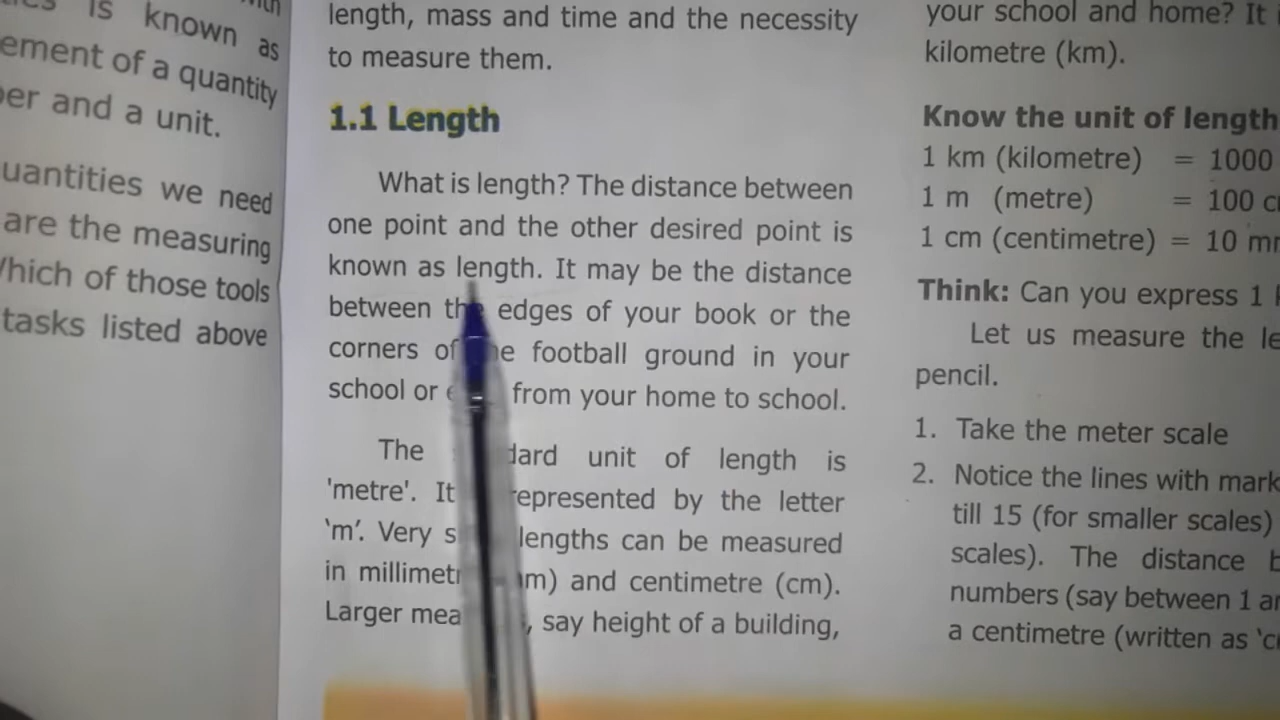 is known as
ement of a quantity
er and a unit.
uantities we need
are the measuring
hich of those tools
tasks listed above
length, mass and time and the necessity
to measure them.
1.1 Length
What is length? The distance between
one point and the other desired point is
known as length. It may be the distance
between the edges of your book or the
corners of he football ground in your
school or from your home to school.
The dard unit of length is
'metre'. It epresented by the letter
'm'. Very s lengths can be measured
in millimetr m) and centimetre (cm).
Larger mea , say height of a building,
your school and home? It
kilometre (km).
Know the unit of length
1 km (kilometre) = 1000
1 m (metre) = 100 c
1 cm (centimetre) = 10 m
Think: Can you express 1
Let us measure the le
pencil.
1. Take the meter scale
2. Notice the lines with mark
till 15 (for smaller scales)
scales). The distance b
numbers (say between 1 a
a centimetre (written as 'c